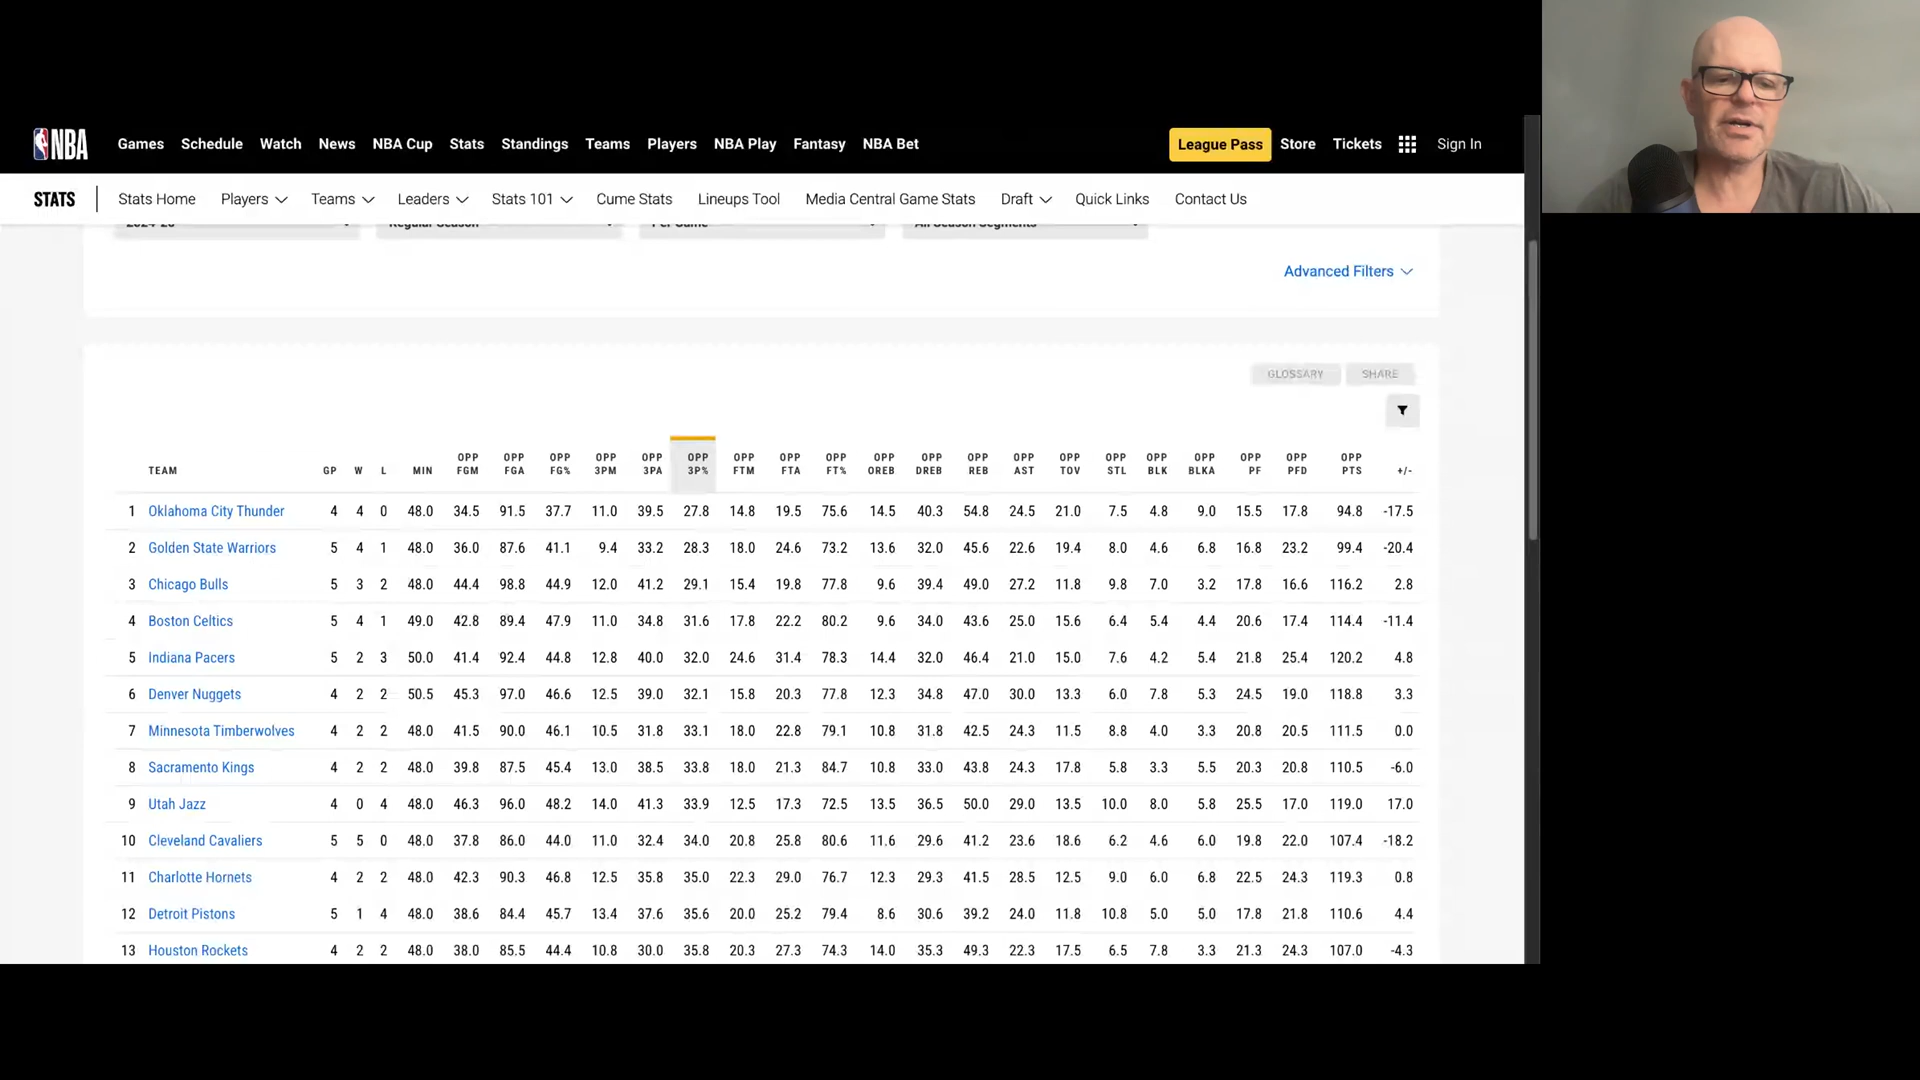 NBA Games Schedule Watch News NBA Cup Stats Standings Teams Players NBA Play Fantasy NBA Bet League Pass Store Tickets Sign In
STATS Stats Home Players Teams Leaders Stats 101 Cume Stats Lineups Tool Media Central Game Stats Draft Quick Links Contact Us
Regular Season Per Game All Season Segments
Advanced Filters
GLOSSARY SHARE
TEAM GP W L MIN OPP FGM OPP FGA OPP FG% OPP 3PM OPP 3PA OPP 3P% OPP FTM OPP FTA OPP FT% OPP OREB OPP DREB OPP REB OPP AST OPP TOV OPP STL OPP BLK OPP BLKA OPP PF OPP PFD OPP PTS +/-
1 Oklahoma City Thunder 4 4 0 48.0 34.5 91.5 37.7 11.0 39.5 27.8 14.8 19.5 75.6 14.5 40.3 54.8 24.5 21.0 7.5 4.8 9.0 15.5 17.8 94.8 -17.5
2 Golden State Warriors 5 4 1 48.0 36.0 87.6 41.1 9.4 33.2 28.3 18.0 24.6 73.2 13.6 32.0 45.6 22.6 19.4 8.0 4.6 6.8 16.8 23.2 99.4 -20.4
3 Chicago Bulls 5 3 2 48.0 44.4 98.8 44.9 12.0 41.2 29.1 15.4 19.8 77.8 9.6 39.4 49.0 27.2 11.8 9.8 7.0 3.2 17.8 16.6 116.2 2.8
4 Boston Celtics 5 4 1 49.0 42.8 89.4 47.9 11.0 34.8 31.6 17.8 22.2 80.2 9.6 34.0 43.6 25.0 15.6 6.4 5.4 4.4 20.6 17.4 114.4 -11.4
5 Indiana Pacers 5 2 3 50.0 41.4 92.4 44.8 12.8 40.0 32.0 24.6 31.4 78.3 14.4 32.0 46.4 21.0 15.0 7.6 4.2 5.4 21.8 25.4 120.2 4.8
6 Denver Nuggets 4 2 2 50.5 45.3 97.0 46.6 12.5 39.0 32.1 15.8 20.3 77.8 12.3 34.8 47.0 30.0 13.3 6.0 7.8 5.3 24.5 19.0 118.8 3.3
7 Minnesota Timberwolves 4 2 2 48.0 41.5 90.0 46.1 10.5 31.8 33.1 18.0 22.8 79.1 10.8 31.8 42.5 24.3 11.5 8.8 4.0 3.3 20.8 20.5 111.5 0.0
8 Sacramento Kings 4 2 2 48.0 39.8 87.5 45.4 13.0 38.5 33.8 18.0 21.3 84.7 10.8 33.0 43.8 24.3 17.8 5.8 3.3 5.5 20.3 20.8 110.5 -6.0
9 Utah Jazz 4 0 4 48.0 46.3 96.0 48.2 14.0 41.3 33.9 12.5 17.3 72.5 13.5 36.5 50.0 29.0 13.5 10.0 8.0 5.8 25.5 17.0 119.0 17.0
10 Cleveland Cavaliers 5 5 0 48.0 37.8 86.0 44.0 11.0 32.4 34.0 20.8 25.8 80.6 11.6 29.6 41.2 23.6 18.6 6.2 4.6 6.0 19.8 22.0 107.4 -18.2
11 Charlotte Hornets 4 2 2 48.0 42.3 90.3 46.8 12.5 35.8 35.0 22.3 29.0 76.7 12.3 29.3 41.5 28.5 12.5 9.0 6.0 6.8 22.5 24.3 119.3 0.8
12 Detroit Pistons 5 1 4 48.0 38.6 84.4 45.7 13.4 37.6 35.6 20.0 25.2 79.4 8.6 30.6 39.2 24.0 11.8 10.8 5.0 5.0 17.8 21.8 110.6 4.4
13 Houston Rockets 4 2 2 48.0 38.0 85.5 44.4 10.8 30.0 35.8 20.3 27.3 74.3 14.0 35.3 49.3 22.3 17.5 6.5 7.8 3.3 21.3 24.3 107.0 -4.3